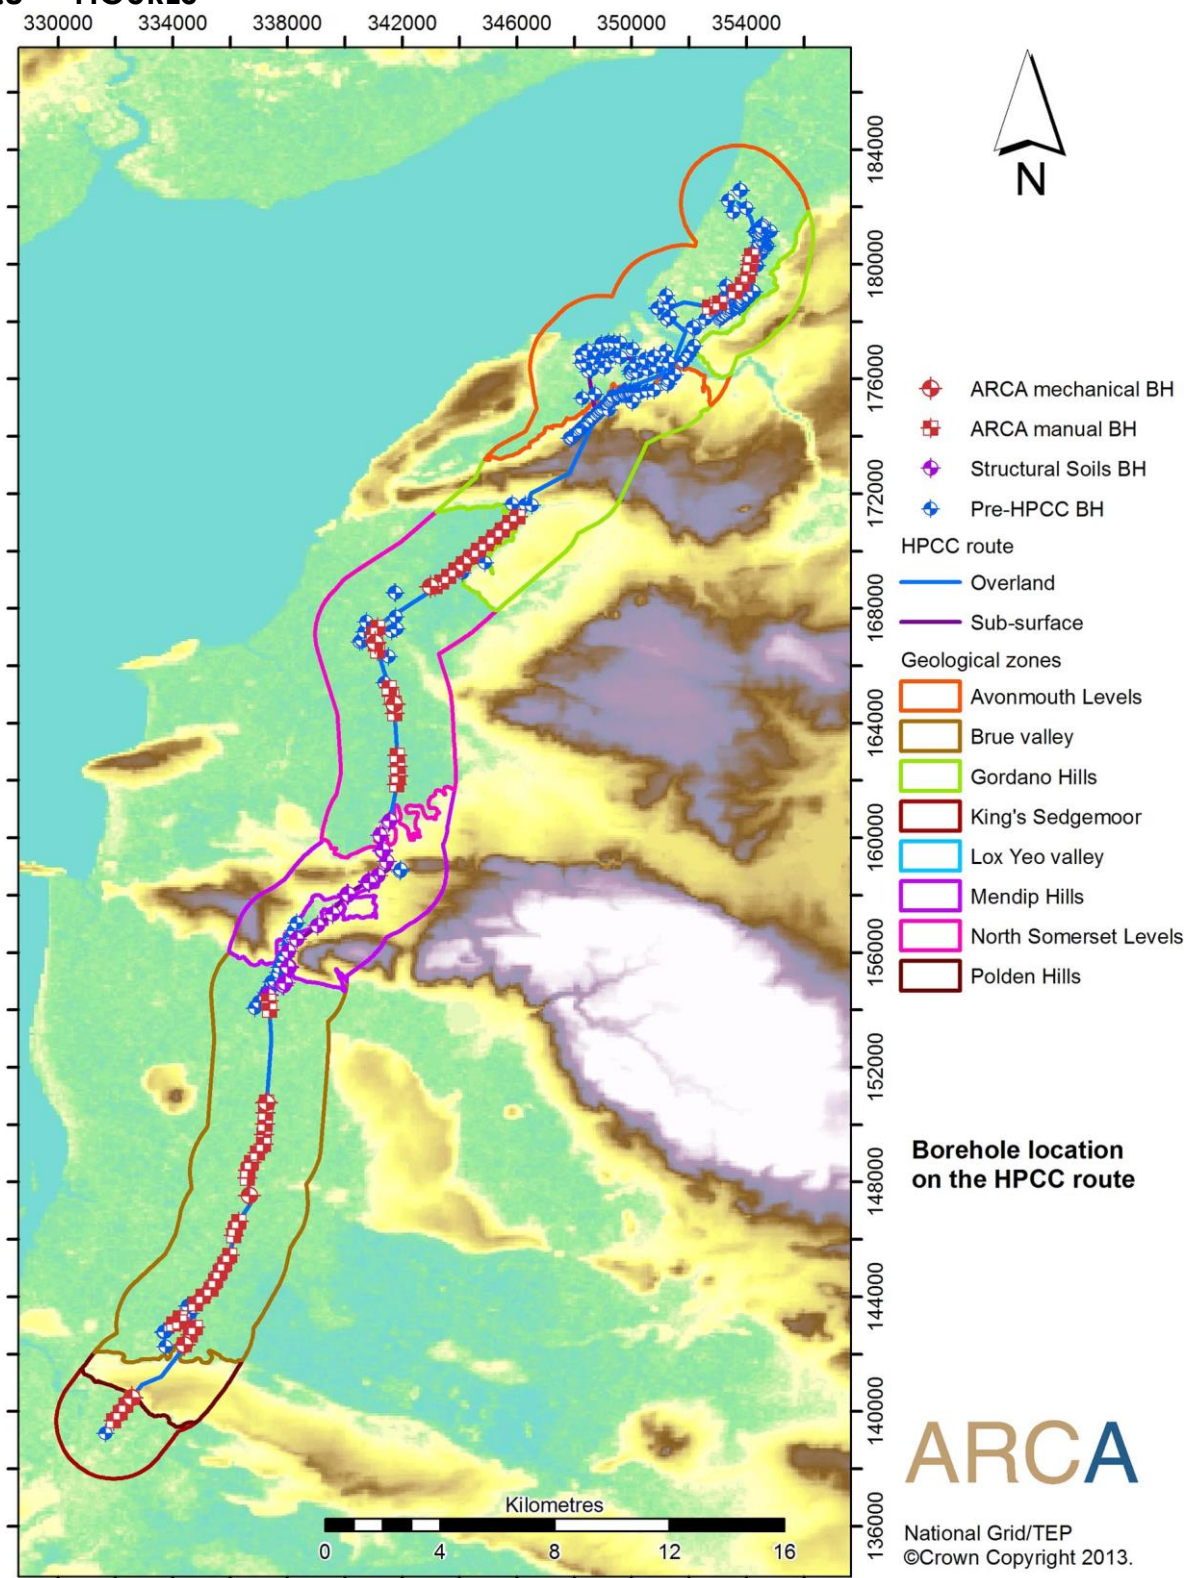 330000 334000 338000 342000 346000 350000 354000
184000
180000
176000
172000
168000
164000
160000
156000
152000
148000
144000
140000
136000
N
ARCA mechanical BH
ARCA manual BH
Structural Soils BH
Pre-HPCC BH
HPCC route
Overland
Sub-surface
Geological zones
Avonmouth Levels
Brue valley
Gordano Hills
King's Sedgemoor
Lox Yeo valley
Mendip Hills
North Somerset Levels
Polden Hills
Borehole location
on the HPCC route
Kilometres
0 4 8 12 16
ARCA
National Grid/TEP
©Crown Copyright 2013.